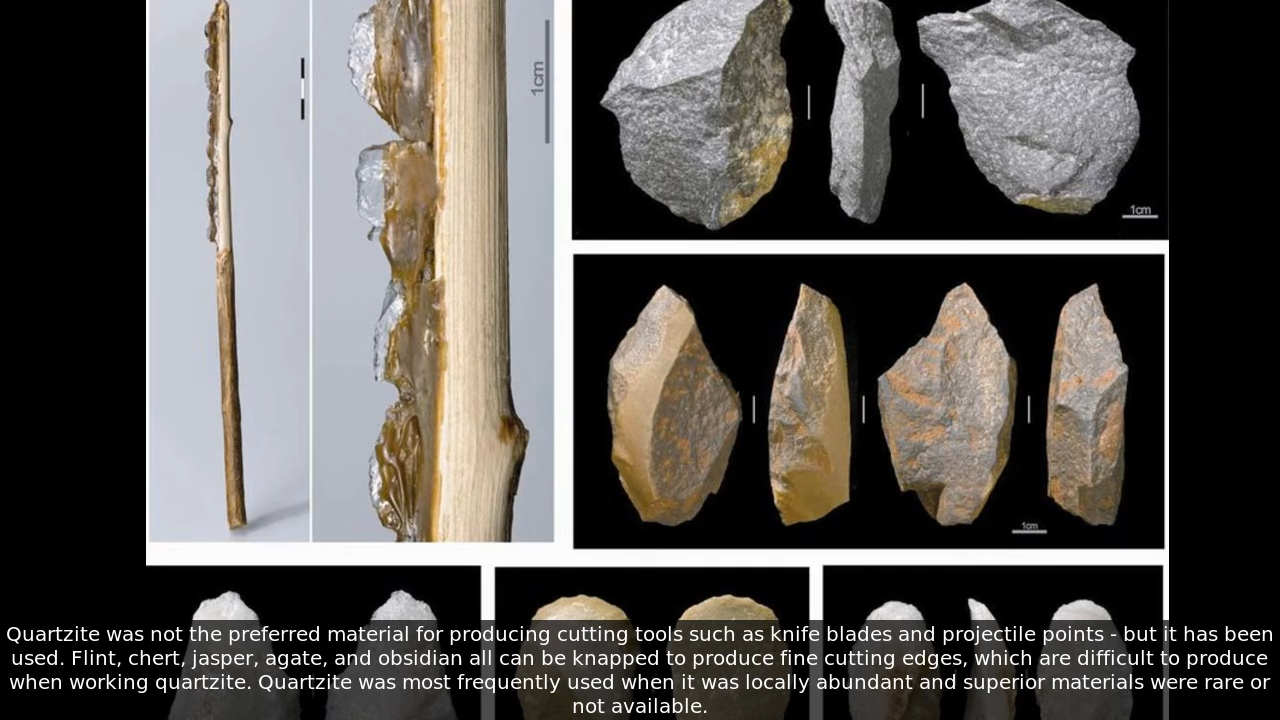 1cm
1cm
1cm
Quartzite was not the preferred material for producing cutting tools such as knife blades and projectile points - but it has been
used. Flint, chert, jasper, agate, and obsidian all can be knapped to produce fine cutting edges, which are difficult to produce
when working quartzite. Quartzite was most frequently used when it was locally abundant and superior materials were rare or
not available.